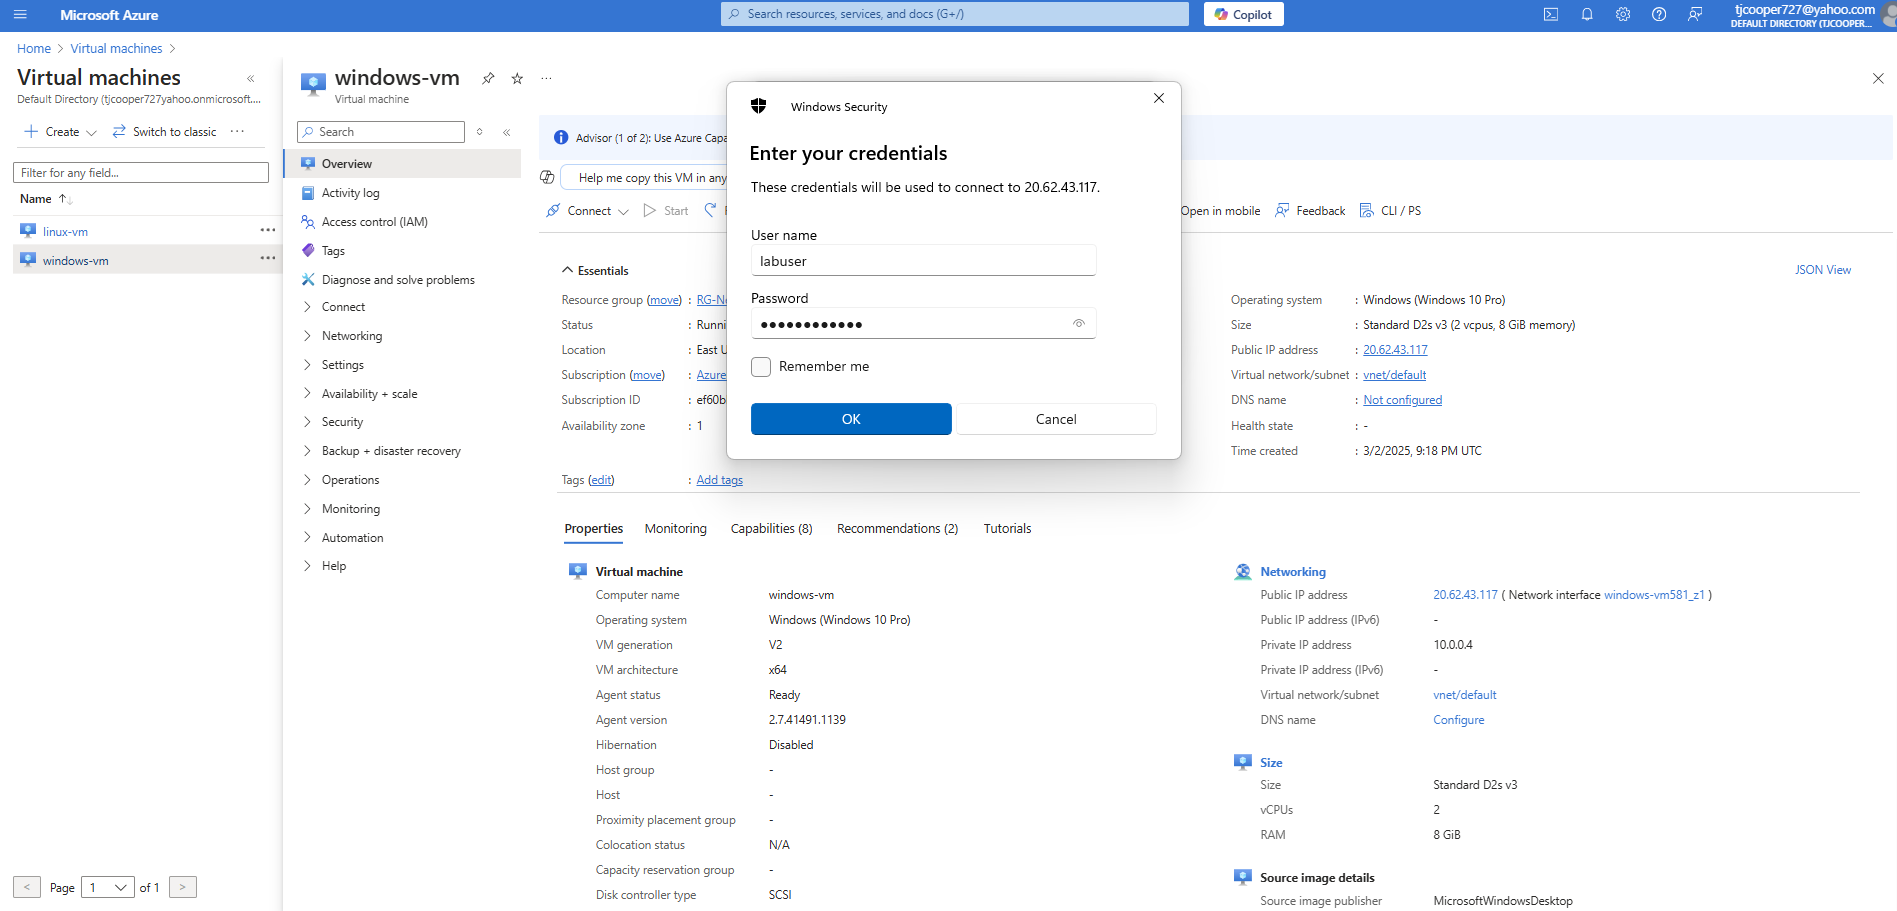 Microsoft Azure
Search resources, services, and docs (G+/)
Copilot
tjcooper727@yahoo.com
DEFAULT DIRECTORY (TJCOOPER...
Home > Virtual machines >
Virtual machines
Default Directory (tjcooper727yahoo.onmicrosoft....
Create
Switch to classic
Filter for any field...
Name
linux-vm
windows-vm
Page 1 of 1
windows-vm
Virtual machine
Search
Overview
Activity log
Access control (IAM)
Tags
Diagnose and solve problems
Connect
Networking
Settings
Availability + scale
Security
Backup + disaster recovery
Operations
Monitoring
Automation
Help
Advisor (1 of 2): Use Azure Capa
Help me copy this VM in any
Connect
Start
Open in mobile
Feedback
CLI / PS
Windows Security
Enter your credentials
These credentials will be used to connect to 20.62.43.117.
User name
labuser
Password
Remember me
OK
Cancel
Essentials
JSON View
Resource group (move) : RG-Ne
Status : Runni
Location : East U
Subscription (move) : Azure
Subscription ID : ef60b
Availability zone : 1
Operating system : Windows (Windows 10 Pro)
Size : Standard D2s v3 (2 vcpus, 8 GiB memory)
Public IP address : 20.62.43.117
Virtual network/subnet : vnet/default
DNS name : Not configured
Health state : -
Time created : 3/2/2025, 9:18 PM UTC
Tags (edit) : Add tags
Properties
Monitoring
Capabilities (8)
Recommendations (2)
Tutorials
Virtual machine
Computer name windows-vm
Operating system Windows (Windows 10 Pro)
VM generation V2
VM architecture x64
Agent status Ready
Agent version 2.7.41491.1139
Hibernation Disabled
Host group -
Host -
Proximity placement group -
Colocation status N/A
Capacity reservation group -
Disk controller type SCSI
Networking
Public IP address 20.62.43.117 ( Network interface windows-vm581_z1 )
Public IP address (IPv6) -
Private IP address 10.0.0.4
Private IP address (IPv6) -
Virtual network/subnet vnet/default
DNS name Configure
Size
Size Standard D2s v3
vCPUs 2
RAM 8 GiB
Source image details
Source image publisher MicrosoftWindowsDesktop